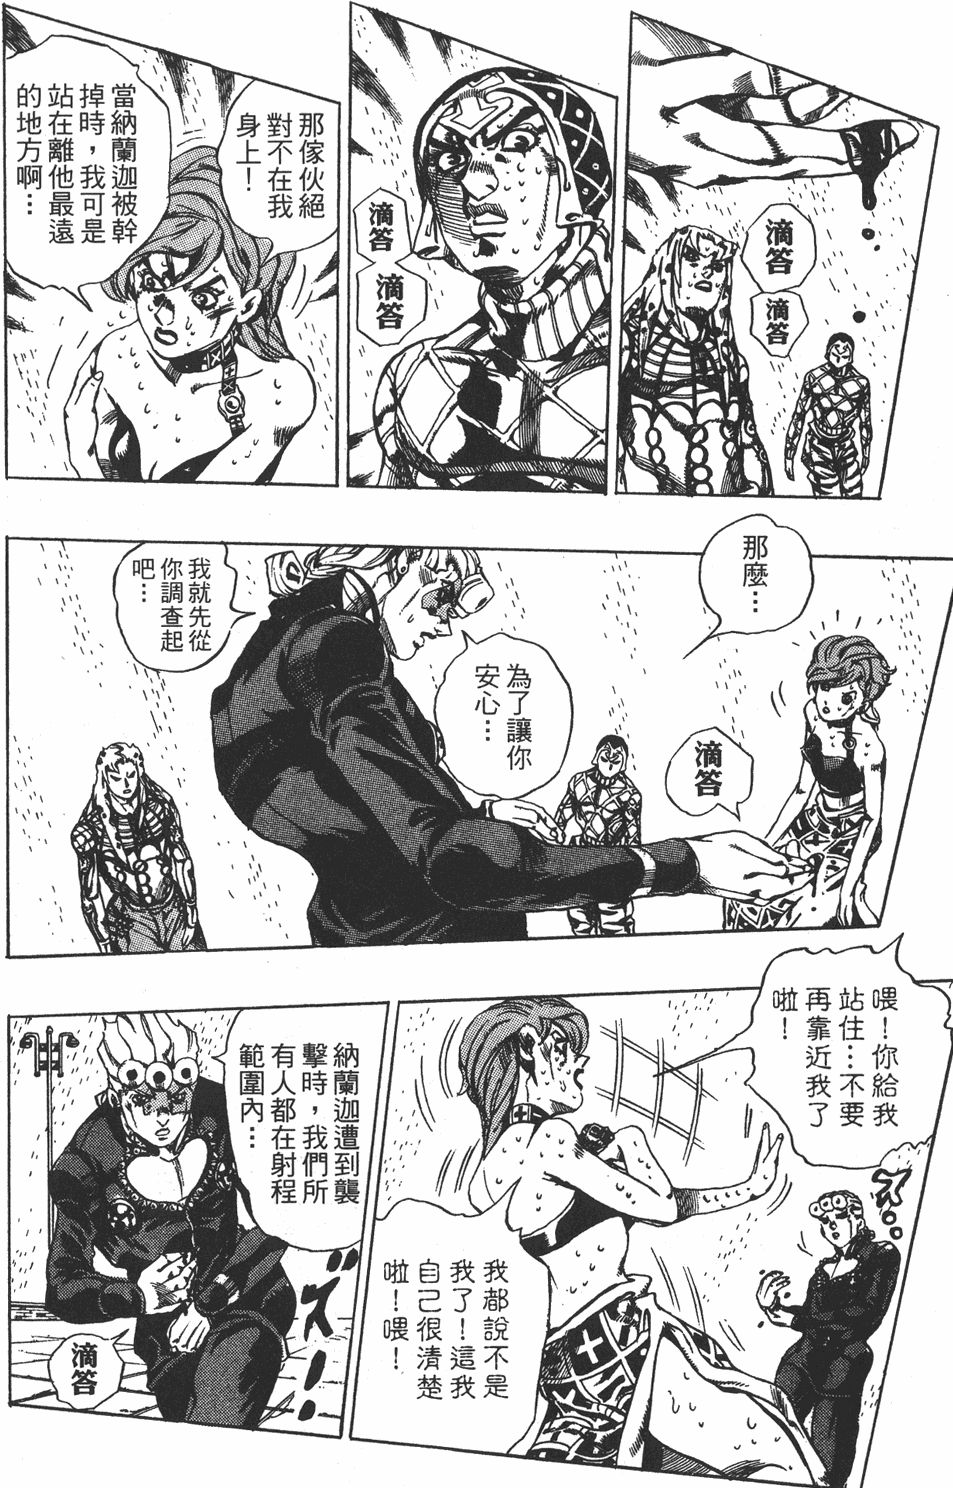 滴答
滴答
滴答
滴答
那傢伙絕
對不在我
身上！
當納蘭迦被幹
掉時，我可是
站在離他最遠
的地方啊…
那麼…
滴答
為了讓你
安心…
我就先從
你調查起
吧…
喂！你給我
站住…不要
再靠近我了
啦！
ス…
我都說不是
我了！這我
自己很清楚
啦！喂！
納蘭迦遭到襲
擊時，我們所
有人都在射程
範圍內…
ズ！
滴答